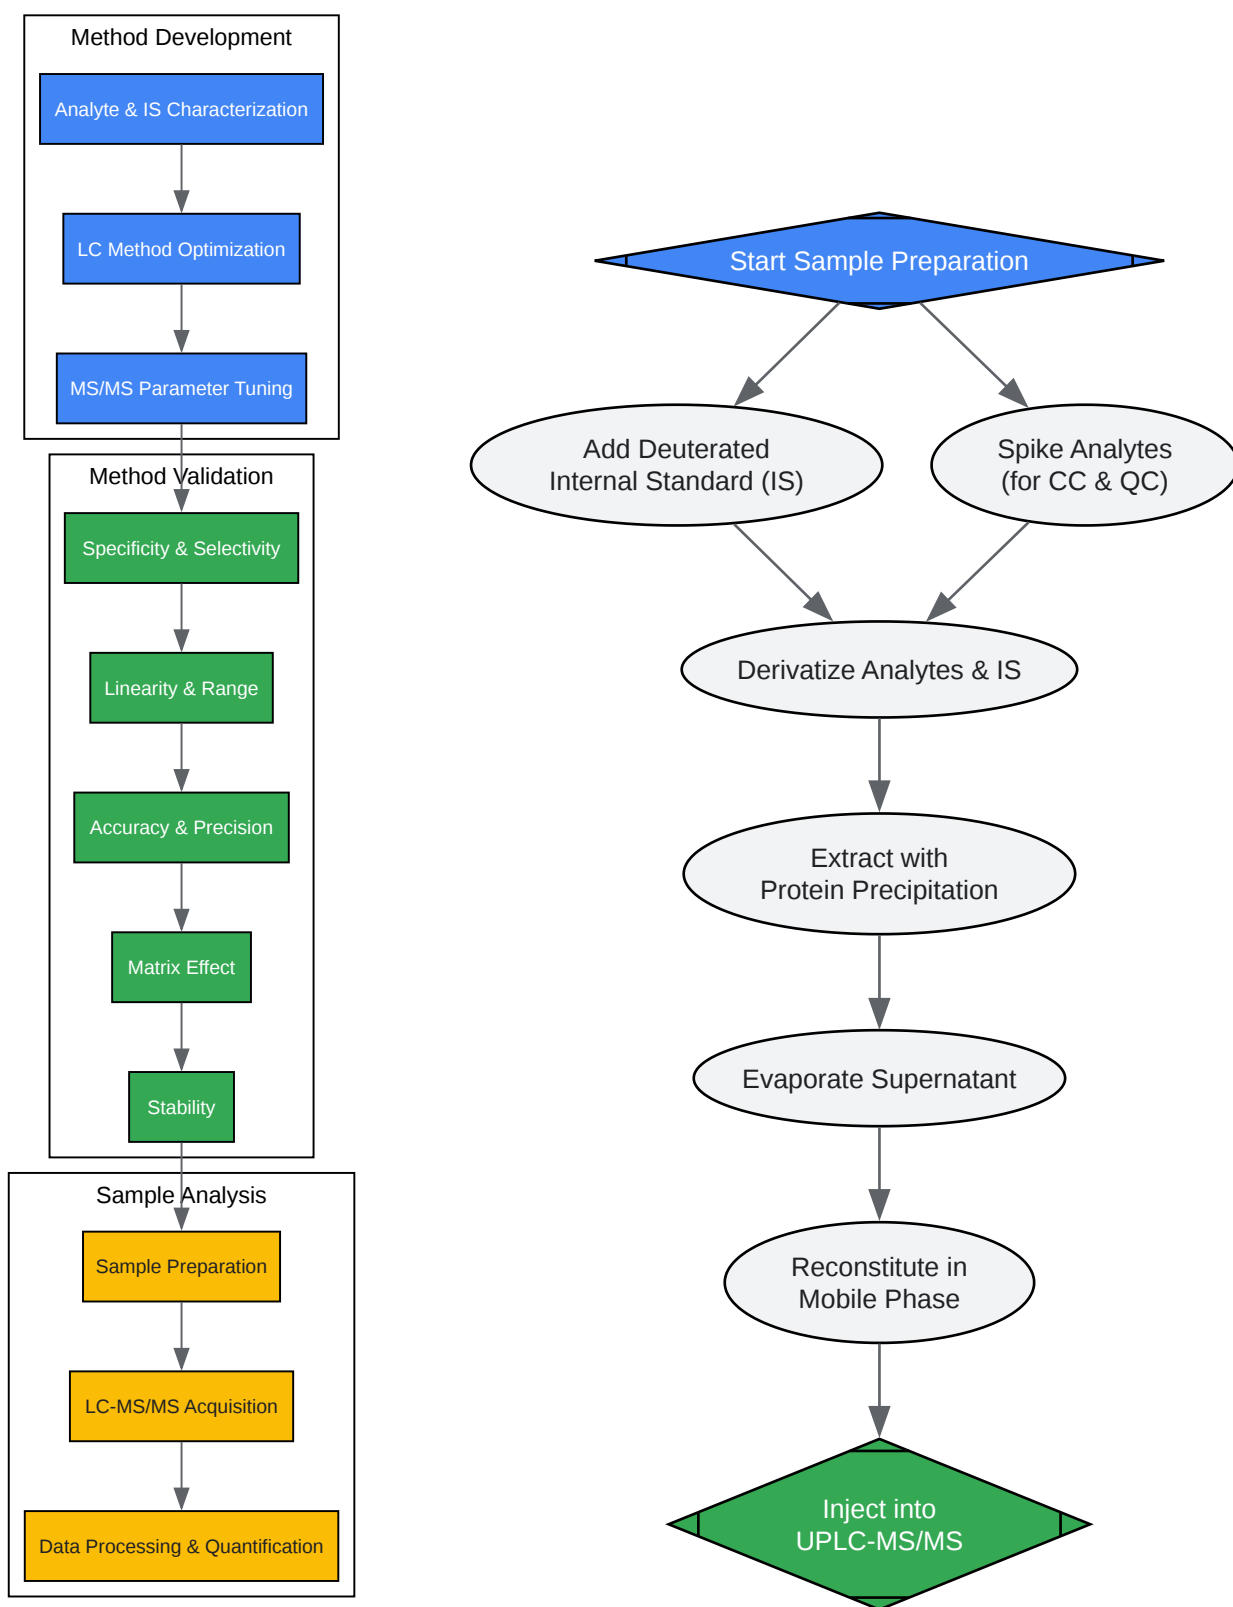 Method Development
Analyte & IS Characterization
LC Method Optimization
MS/MS Parameter Tuning
Method Validation
Specificity & Selectivity
Linearity & Range
Accuracy & Precision
Matrix Effect
Stability
Sample Analysis
Sample Preparation
LC-MS/MS Acquisition
Data Processing & Quantification
Start Sample Preparation
Add Deuterated
Internal Standard (IS)
Spike Analytes
(for CC & QC)
Derivatize Analytes & IS
Extract with
Protein Precipitation
Evaporate Supernatant
Reconstitute in
Mobile Phase
Inject into
UPLC-MS/MS